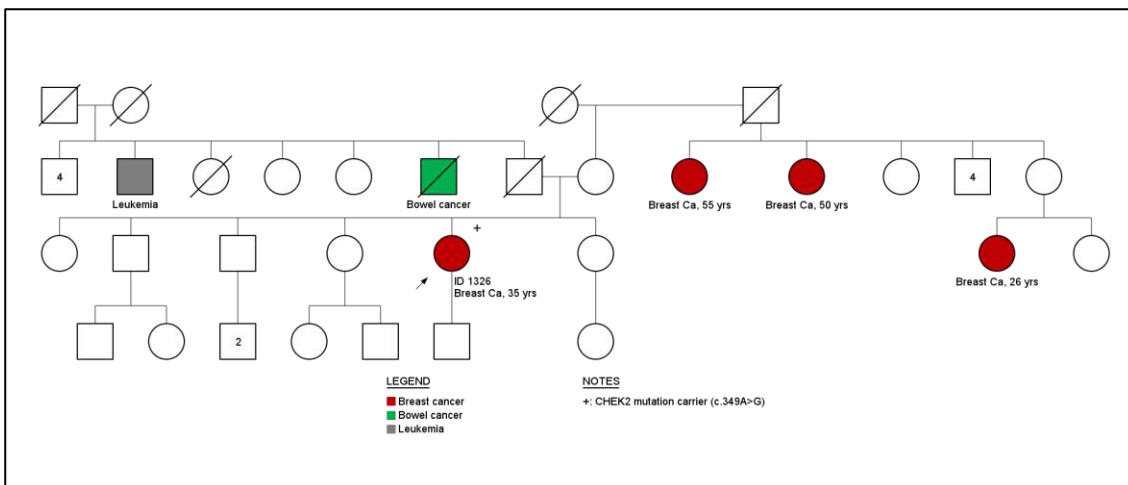 4
4
Leukemia
Bowel cancer
Breast Ca, 55 yrs
Breast Ca, 50 yrs
+
ID 1326
Breast Ca, 35 yrs
Breast Ca, 26 yrs
2
LEGEND
Breast cancer
Bowel cancer
Leukemia
NOTES
+: CHEK2 mutation carrier (c.349A>G)